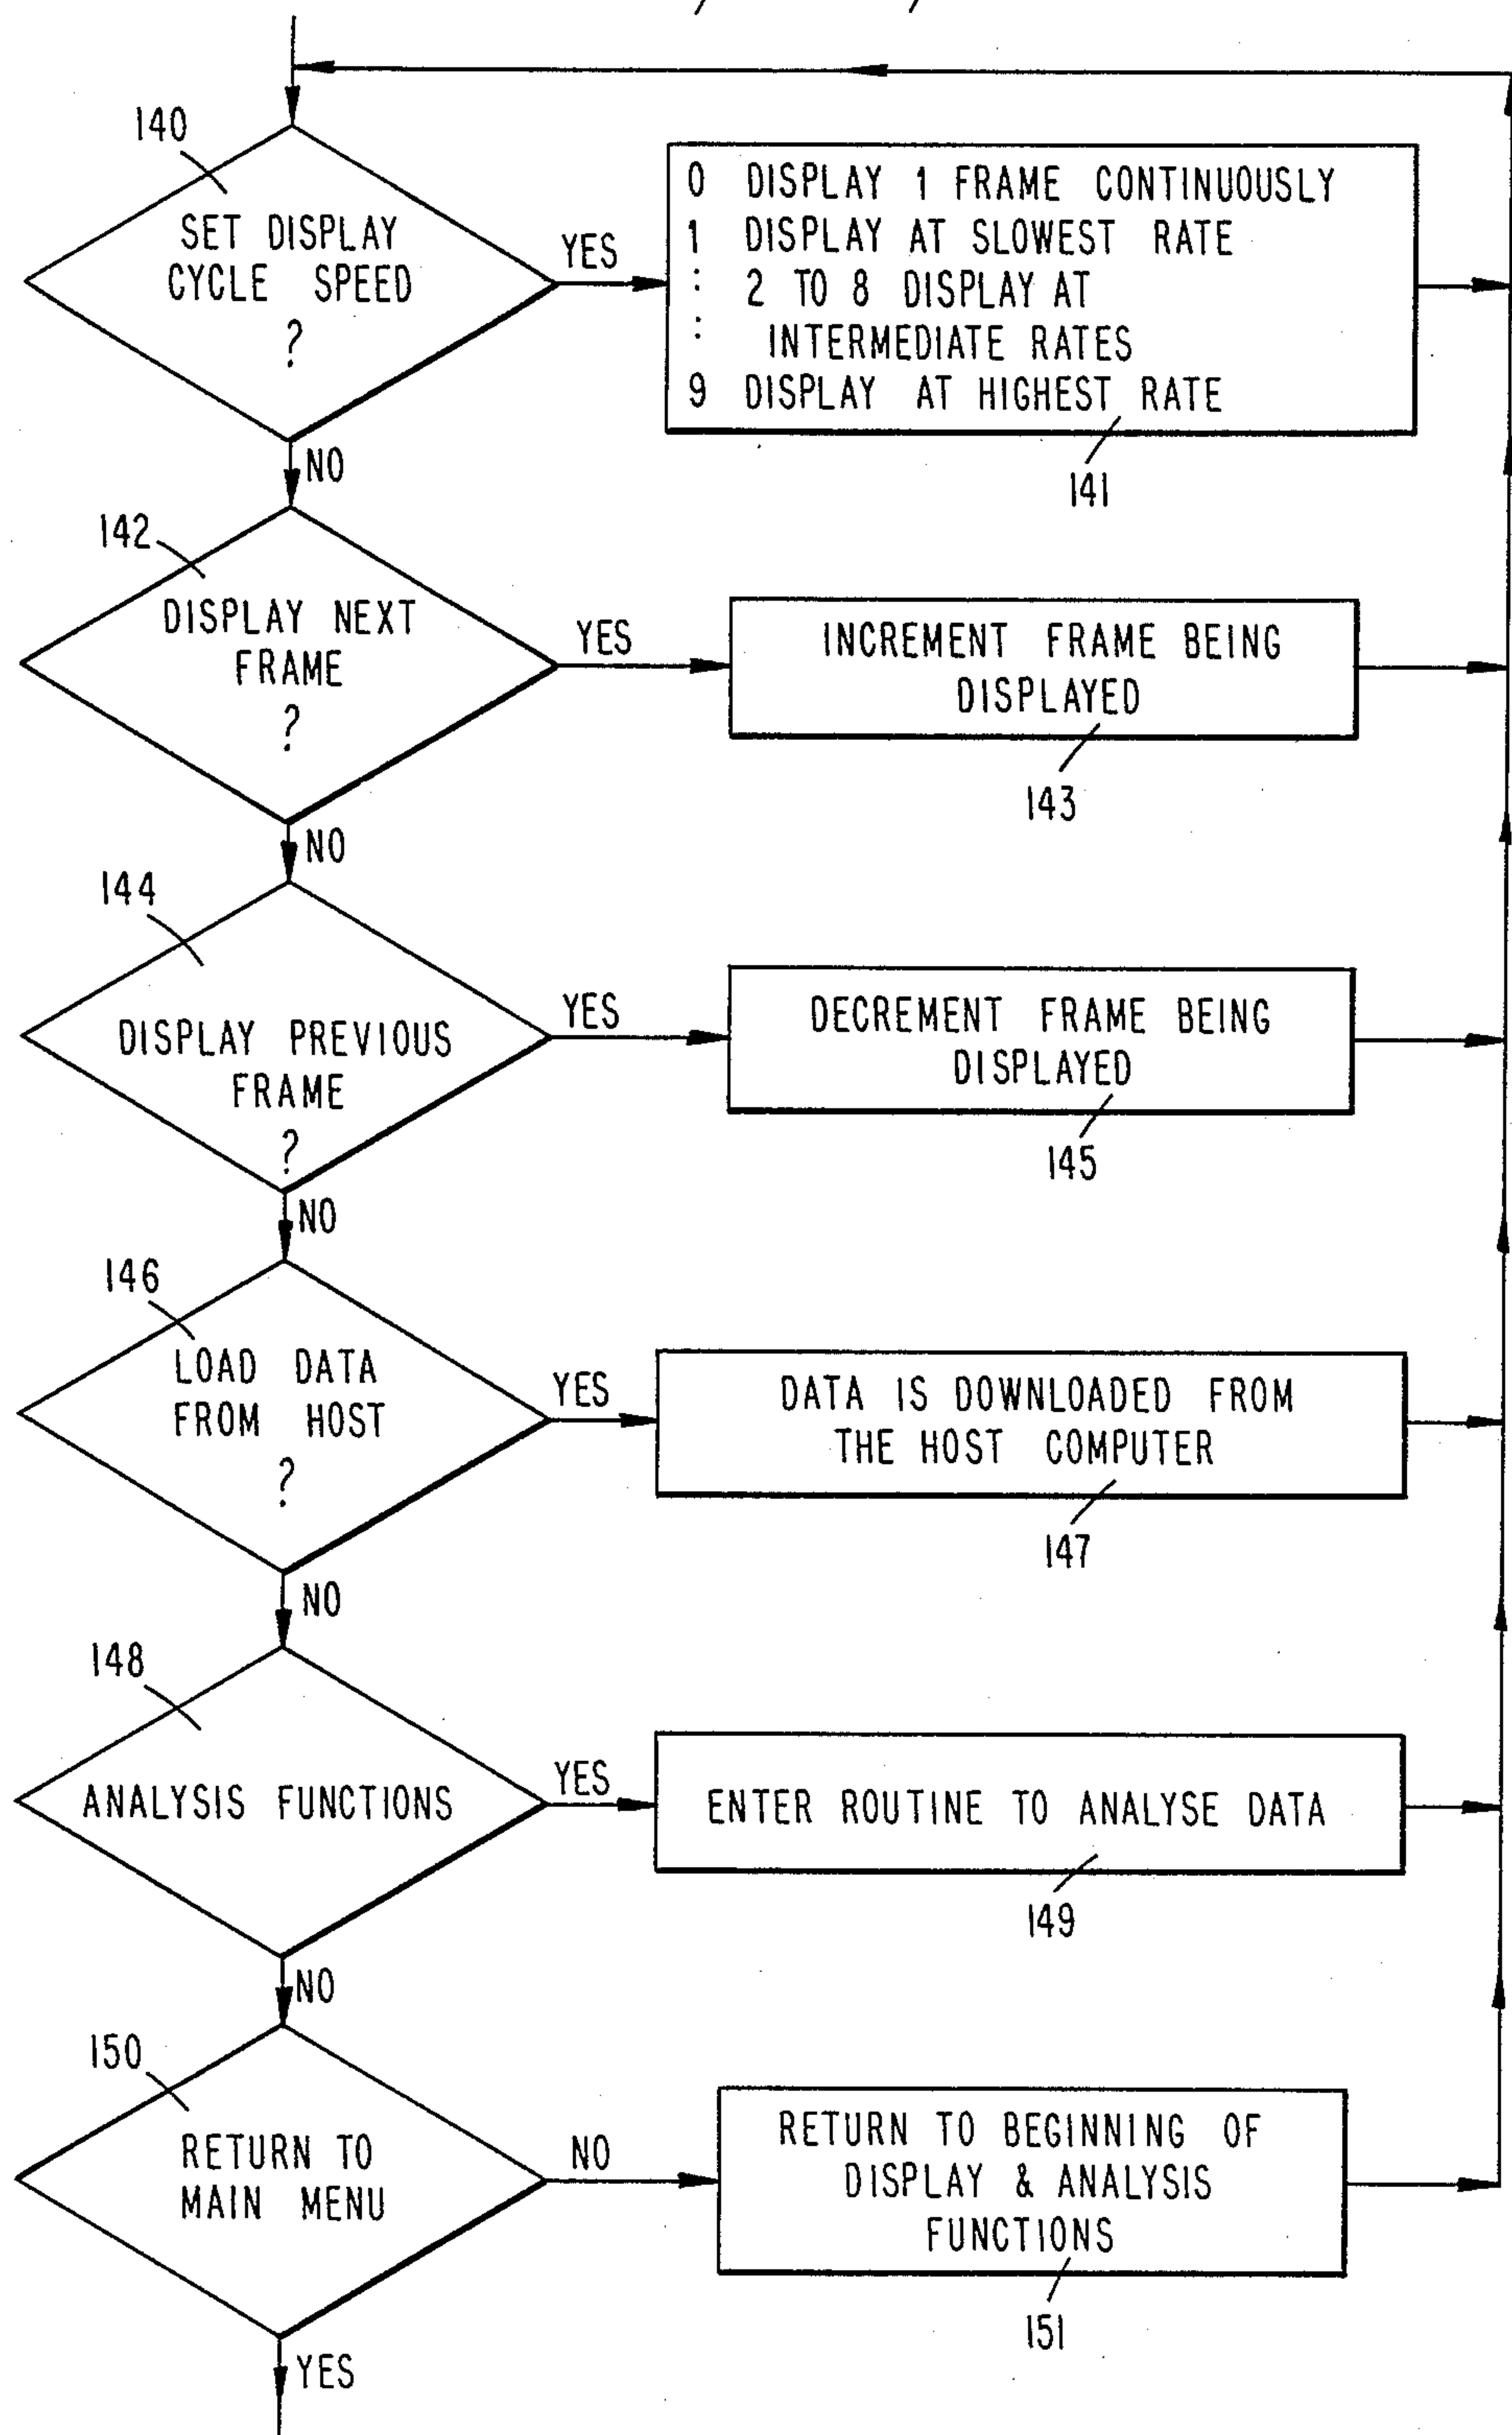 140
SET DISPLAY
CYCLE SPEED
?
YES
0 DISPLAY 1 FRAME CONTINUOUSLY
1 DISPLAY AT SLOWEST RATE
: 2 TO 8 DISPLAY AT
: INTERMEDIATE RATES
9 DISPLAY AT HIGHEST RATE
141
NO
142
DISPLAY NEXT
FRAME
?
YES
INCREMENT FRAME BEING
DISPLAYED
143
NO
144
DISPLAY PREVIOUS
FRAME
?
YES
DECREMENT FRAME BEING
DISPLAYED
145
NO
146
LOAD DATA
FROM HOST
?
YES
DATA IS DOWNLOADED FROM
THE HOST COMPUTER
147
NO
148
ANALYSIS FUNCTIONS
YES
ENTER ROUTINE TO ANALYSE DATA
149
NO
150
RETURN TO
MAIN MENU
NO
RETURN TO BEGINNING OF
DISPLAY & ANALYSIS
FUNCTIONS
151
YES